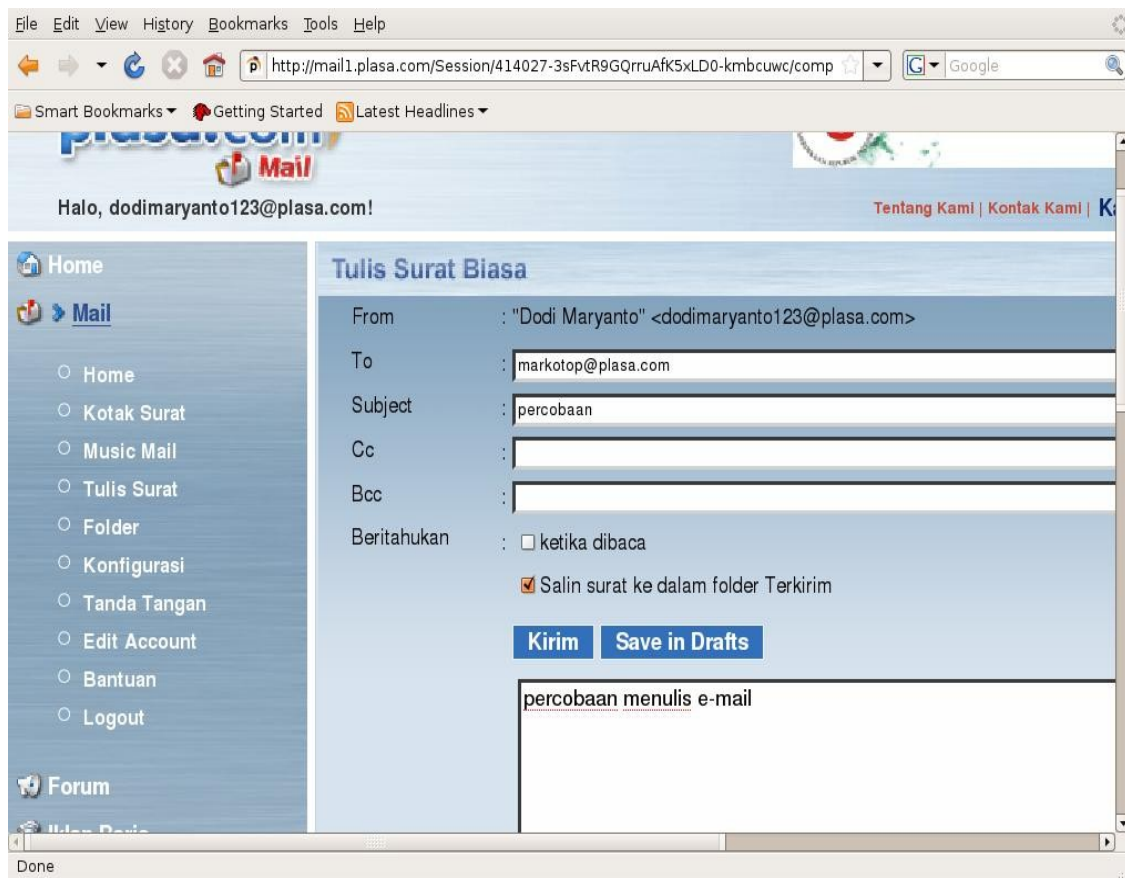 File Edit View History Bookmarks Tools Help
http://mail1.plasa.com/Session/414027-3sFvtR9GQrruAfK5xLD0-kmbcuwc/comp
G Google
Smart Bookmarks Getting Started Latest Headlines
plasa.com
Mail
Halo, dodimaryanto123@plasa.com!
Tentang Kami | Kontak Kami |
Home
Mail
Home
Kotak Surat
Music Mail
Tulis Surat
Folder
Konfigurasi
Tanda Tangan
Edit Account
Bantuan
Logout
Forum
Tulis Surat Biasa
From : "Dodi Maryanto" <dodimaryanto123@plasa.com>
To : markotop@plasa.com
Subject : percobaan
Cc :
Bcc :
Beritahukan : ketika dibaca
Salin surat ke dalam folder Terkirim
Kirim Save in Drafts
percobaan menulis e-mail
Done